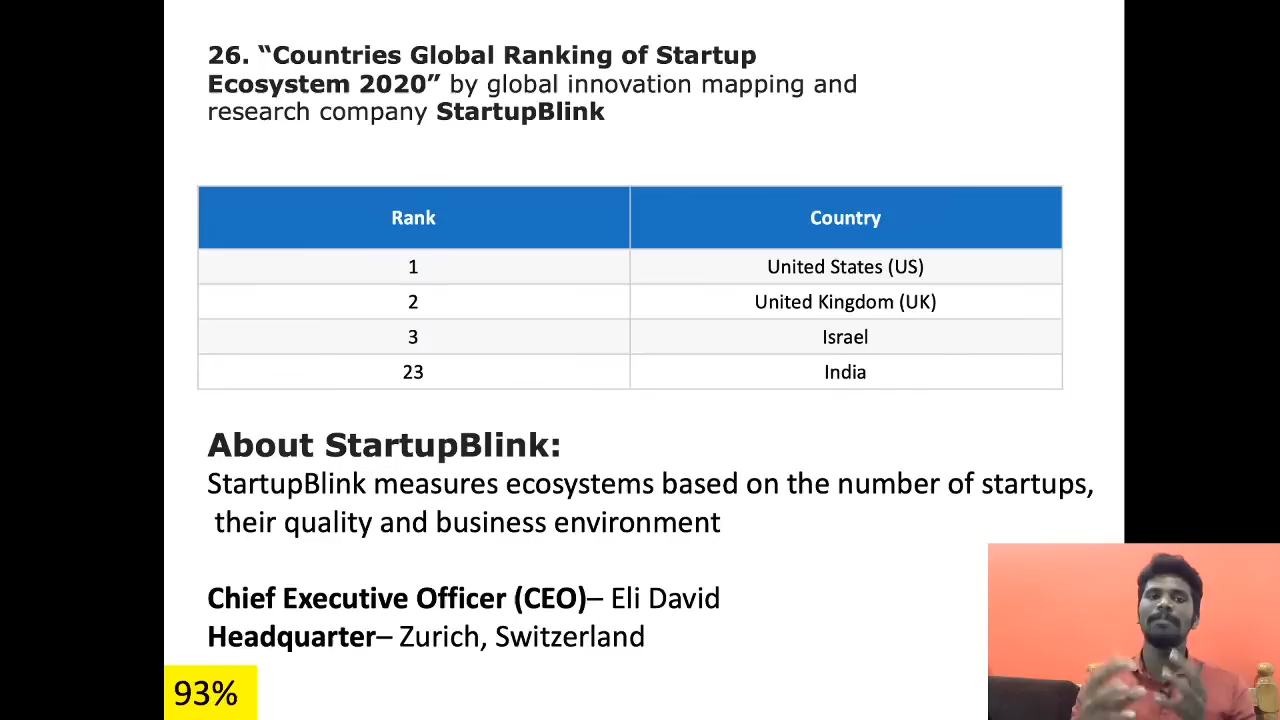 26. “Countries Global Ranking of Startup
Ecosystem 2020” by global innovation mapping and
research company StartupBlink
Rank Country
1 United States (US)
2 United Kingdom (UK)
3 Israel
23 India
About StartupBlink:
StartupBlink measures ecosystems based on the number of startups,
their quality and business environment
Chief Executive Officer (CEO)– Eli David
Headquarter– Zurich, Switzerland
93%